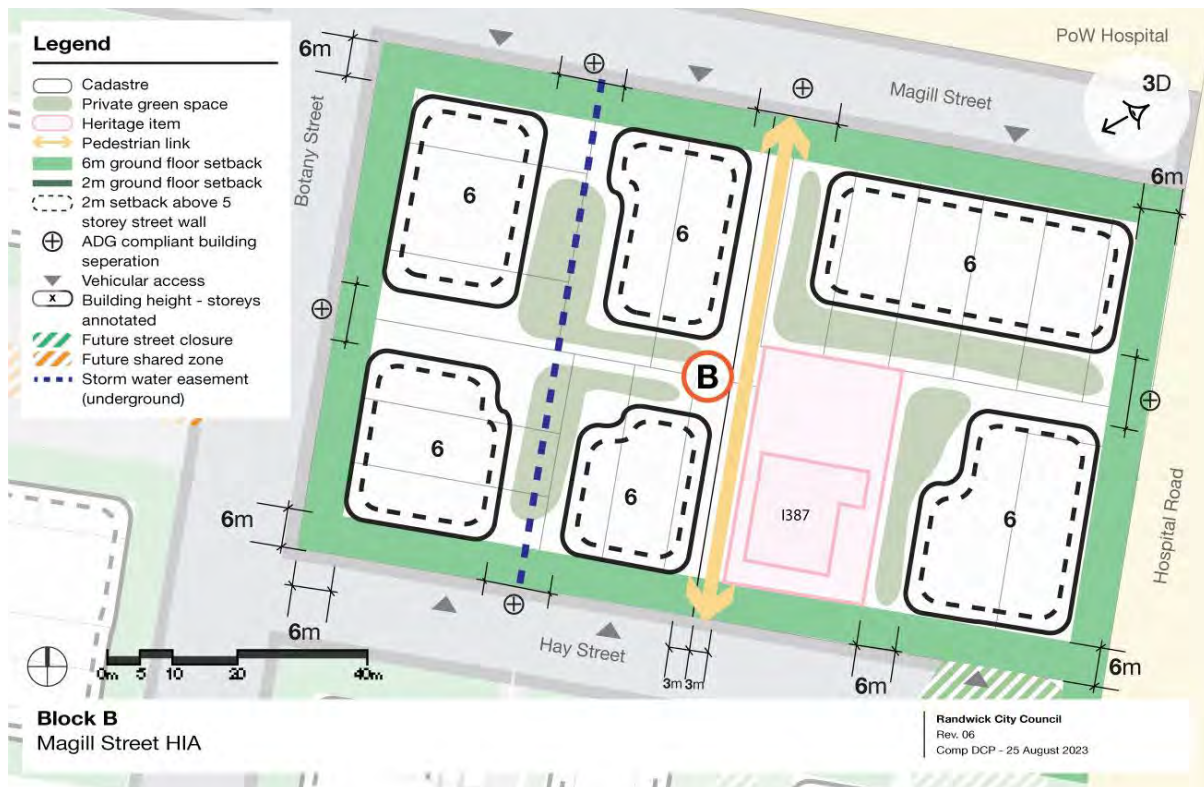 Legend
Cadastre
Private green space
Heritage item
Pedestrian link
6m ground floor setback
2m ground floor setback
2m setback above 5
storey street wall
ADG compliant building
seperation
Vehicular access
x
Building height - storeys
annotated
Future street closure
Future shared zone
Storm water easement
(underground)
6m
PoW Hospital
3D
Magill Street
Botany Street
6m
6
6
6
B
6
6
I387
6
Hospital Road
6m
6m
Hay Street
3m 3m
6m
6m
0m 5 10 20 40m
Block B
Magill Street HIA
Randwick City Council
Rev. 06
Comp DCP - 25 August 2023